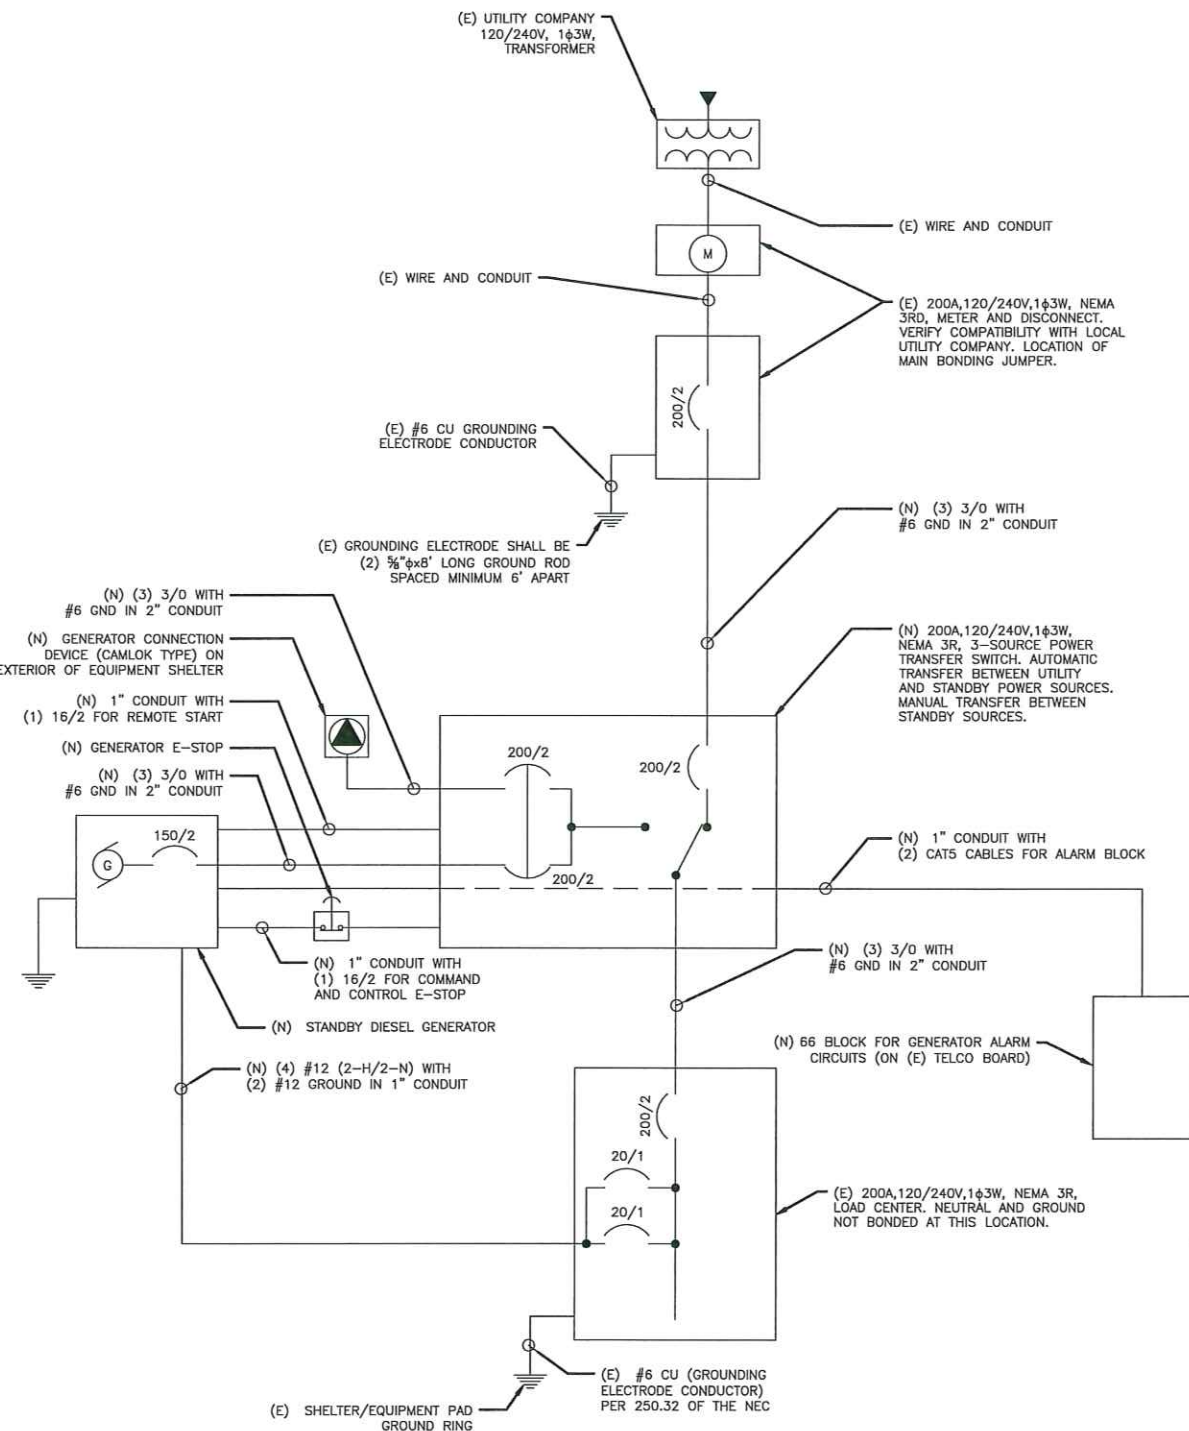 (E) UTILITY COMPANY
120/240V, 1ϕ3W,
TRANSFORMER
(E) WIRE AND CONDUIT
M
(E) WIRE AND CONDUIT
(E) 200A,120/240V,1ϕ3W, NEMA
3RD, METER AND DISCONNECT.
VERIFY COMPATIBILITY WITH LOCAL
UTILITY COMPANY. LOCATION OF
MAIN BONDING JUMPER.
200/2
(E) #6 CU GROUNDING
ELECTRODE CONDUCTOR
(N) (3) 3/0 WITH
#6 GND IN 2" CONDUIT
(E) GROUNDING ELECTRODE SHALL BE
(2) ⅝"ϕx8' LONG GROUND ROD
SPACED MINIMUM 6' APART
(N) (3) 3/0 WITH
#6 GND IN 2" CONDUIT
(N) GENERATOR CONNECTION
DEVICE (CAMLOK TYPE) ON
EXTERIOR OF EQUIPMENT SHELTER
(N) 200A,120/240V,1ϕ3W,
NEMA 3R, 3-SOURCE POWER
TRANSFER SWITCH. AUTOMATIC
TRANSFER BETWEEN UTILITY
AND STANDBY POWER SOURCES.
MANUAL TRANSFER BETWEEN
STANDBY SOURCES.
(N) 1" CONDUIT WITH
(1) 16/2 FOR REMOTE START
(N) GENERATOR E-STOP
(N) (3) 3/0 WITH
#6 GND IN 2" CONDUIT
200/2
200/2
150/2
G
200/2
(N) 1" CONDUIT WITH
(2) CAT5 CABLES FOR ALARM BLOCK
(N) 1" CONDUIT WITH
(1) 16/2 FOR COMMAND
AND CONTROL E-STOP
(N) (3) 3/0 WITH
#6 GND IN 2" CONDUIT
(N) STANDBY DIESEL GENERATOR
(N) 66 BLOCK FOR GENERATOR ALARM
CIRCUITS (ON (E) TELCO BOARD)
(N) (4) #12 (2-H/2-N) WITH
(2) #12 GROUND IN 1" CONDUIT
200/2
20/1
20/1
(E) 200A,120/240V,1ϕ3W, NEMA 3R,
LOAD CENTER. NEUTRAL AND GROUND
NOT BONDED AT THIS LOCATION.
(E) #6 CU (GROUNDING
ELECTRODE CONDUCTOR)
PER 250.32 OF THE NEC
(E) SHELTER/EQUIPMENT PAD
GROUND RING